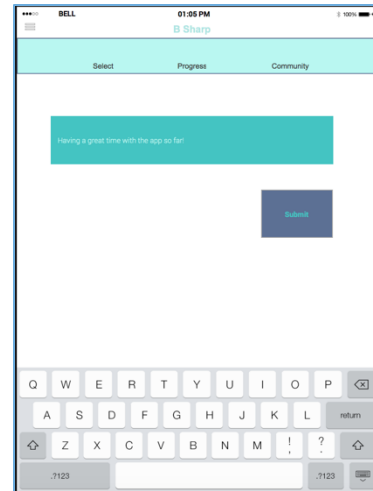 BELL 01:05 PM 100%
B Sharp
Select Progress Community
Having a great time with the app so far!
Submit
Q W E R T Y U I O P
A S D F G H J K L return
Z X C V B N M ! , ? .
.?123 .?123